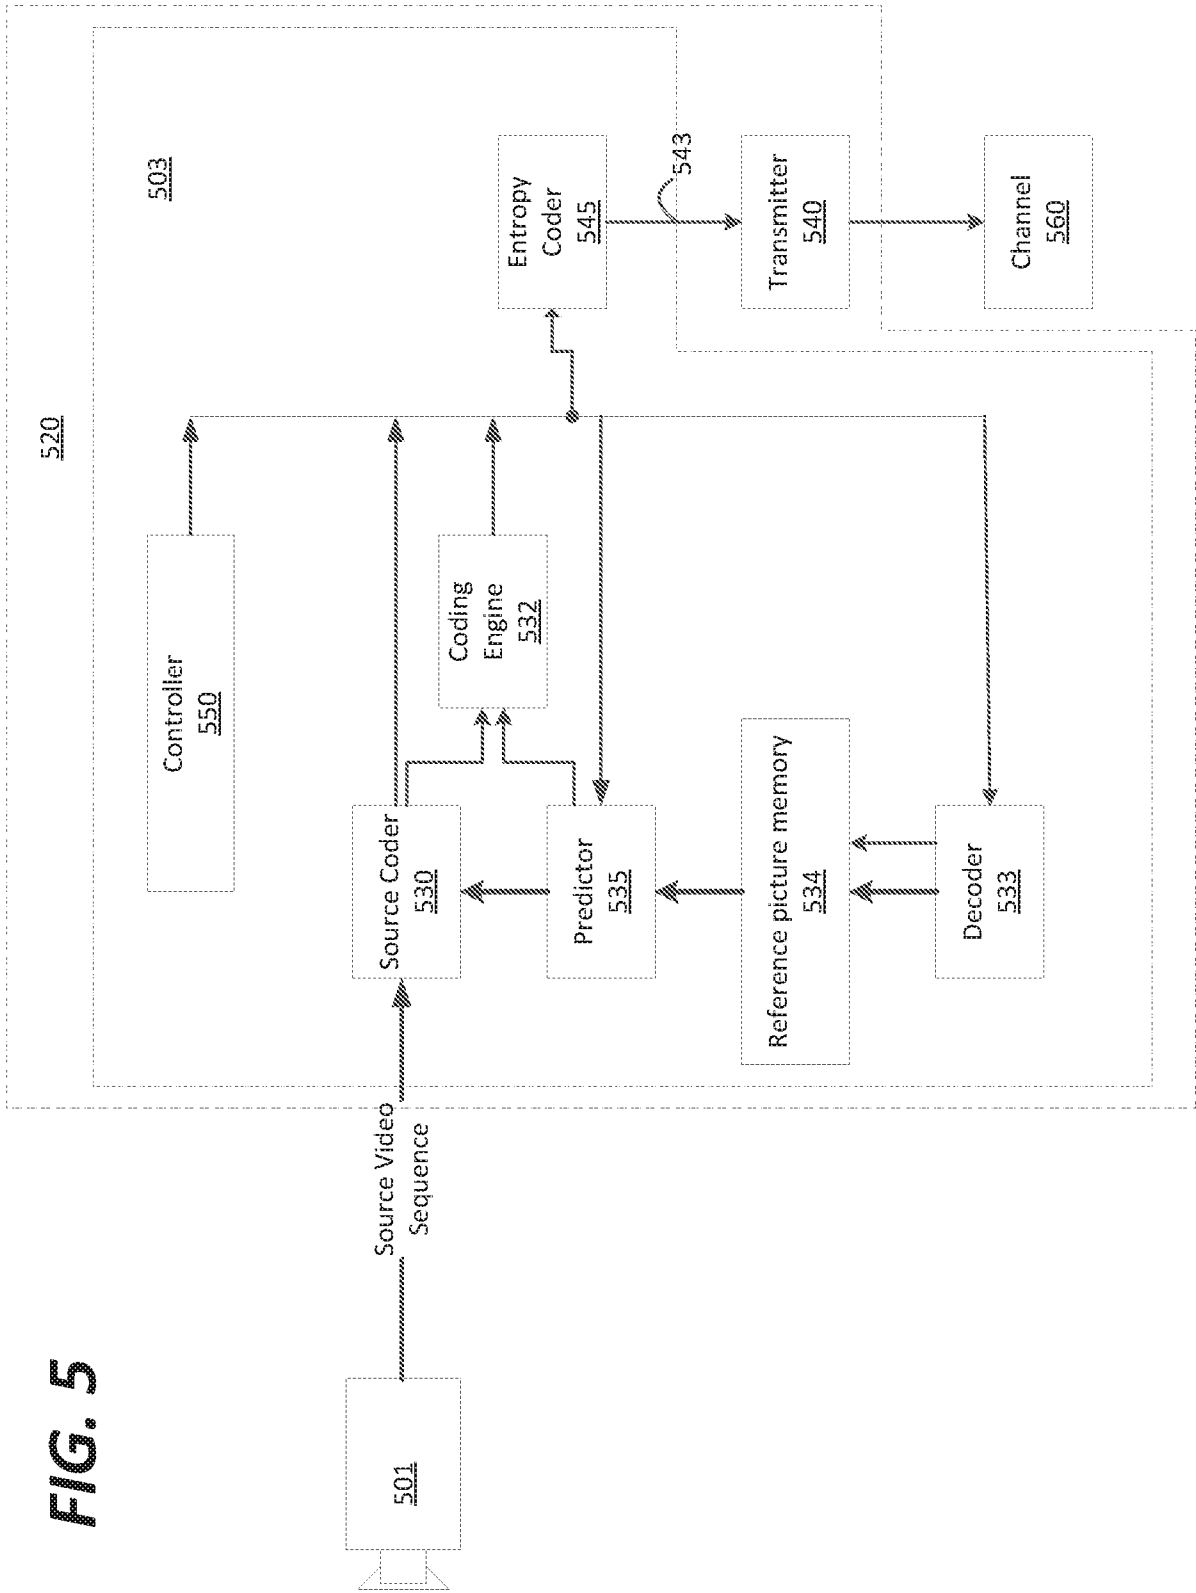 FIG. 5
520
503
501
Source Video
Sequence
Controller
550
Source Coder
530
Coding
Engine
532
Predictor
535
Reference picture memory
534
Decoder
533
Entropy
Coder
545
543
Transmitter
540
Channel
560